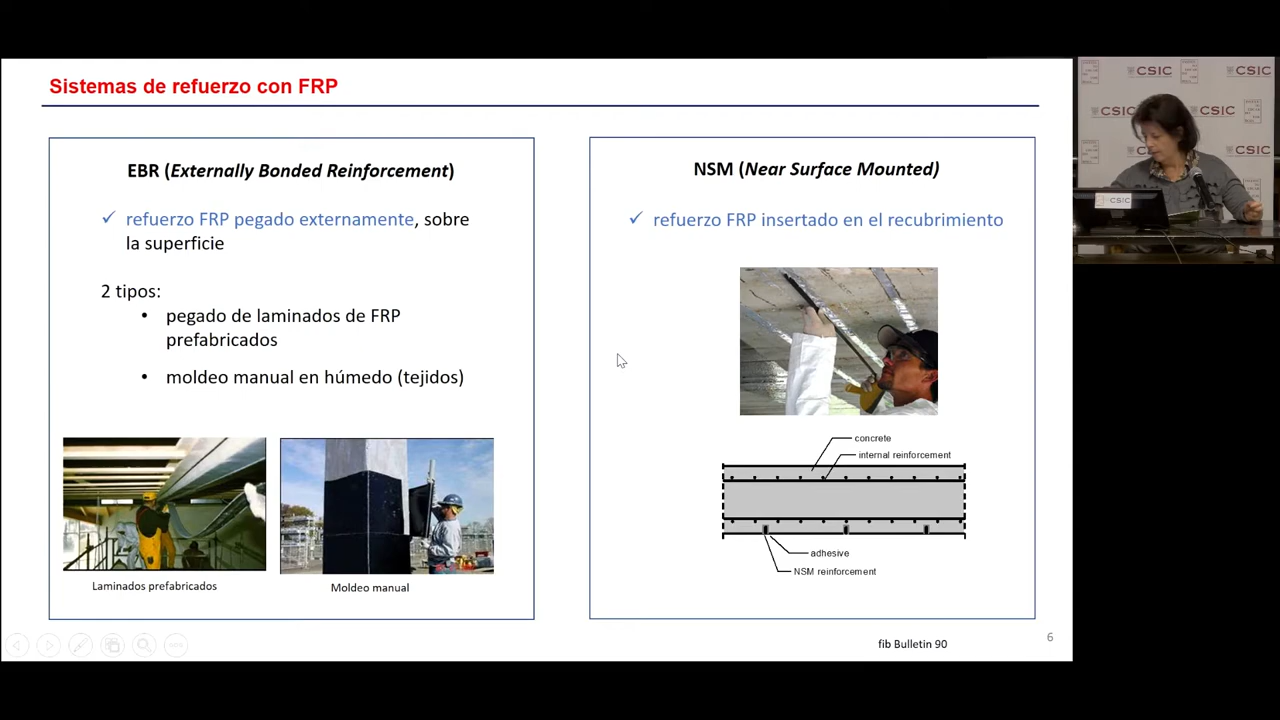 Sistemas de refuerzo con FRP
EBR (Externally Bonded Reinforcement)
✓ refuerzo FRP pegado externamente, sobre
la superficie
2 tipos:
• pegado de laminados de FRP
prefabricados
• moldeo manual en húmedo (tejidos)
Laminados prefabricados
Moldeo manual
NSM (Near Surface Mounted)
✓ refuerzo FRP insertado en el recubrimiento
concrete
internal reinforcement
adhesive
NSM reinforcement
fib Bulletin 90
6
CSIC
CSIC
CSIC
CSIC
CSIC
CSIC